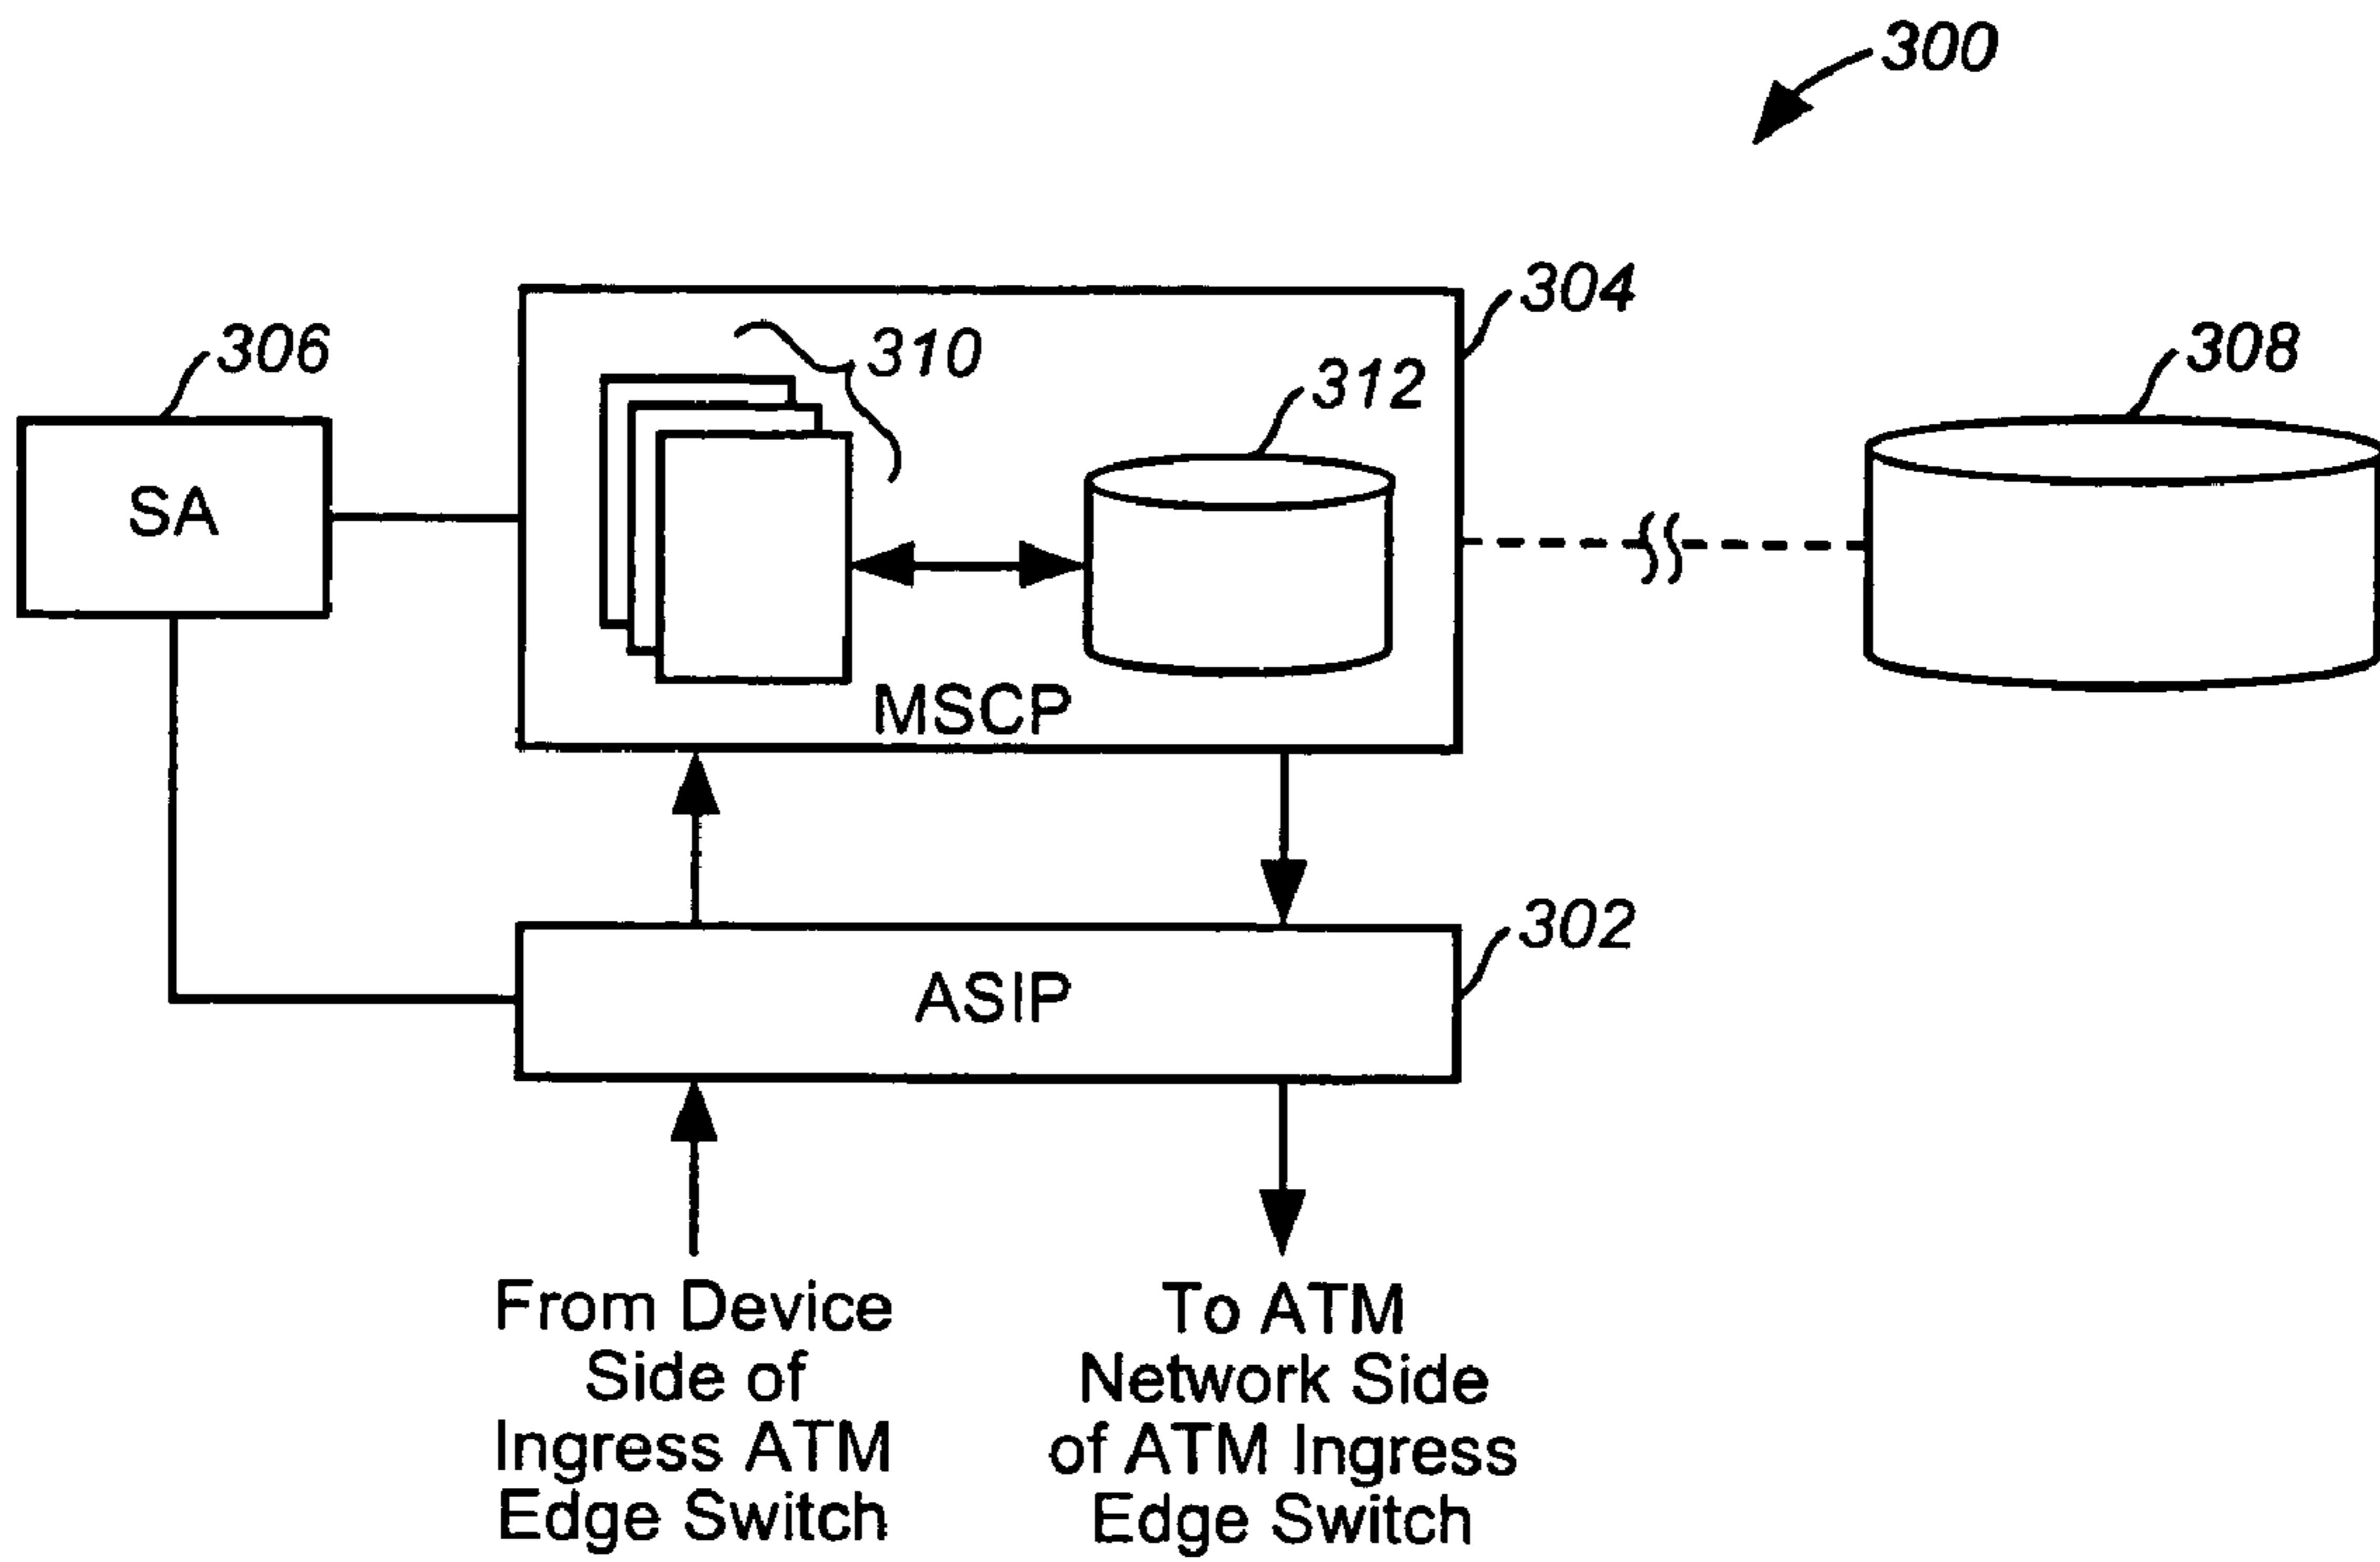 300
304
306
310
312
308
SA
MSCP
302
ASIP
From Device
Side of
Ingress ATM
Edge Switch
To ATM
Network Side
of ATM Ingress
Edge Switch